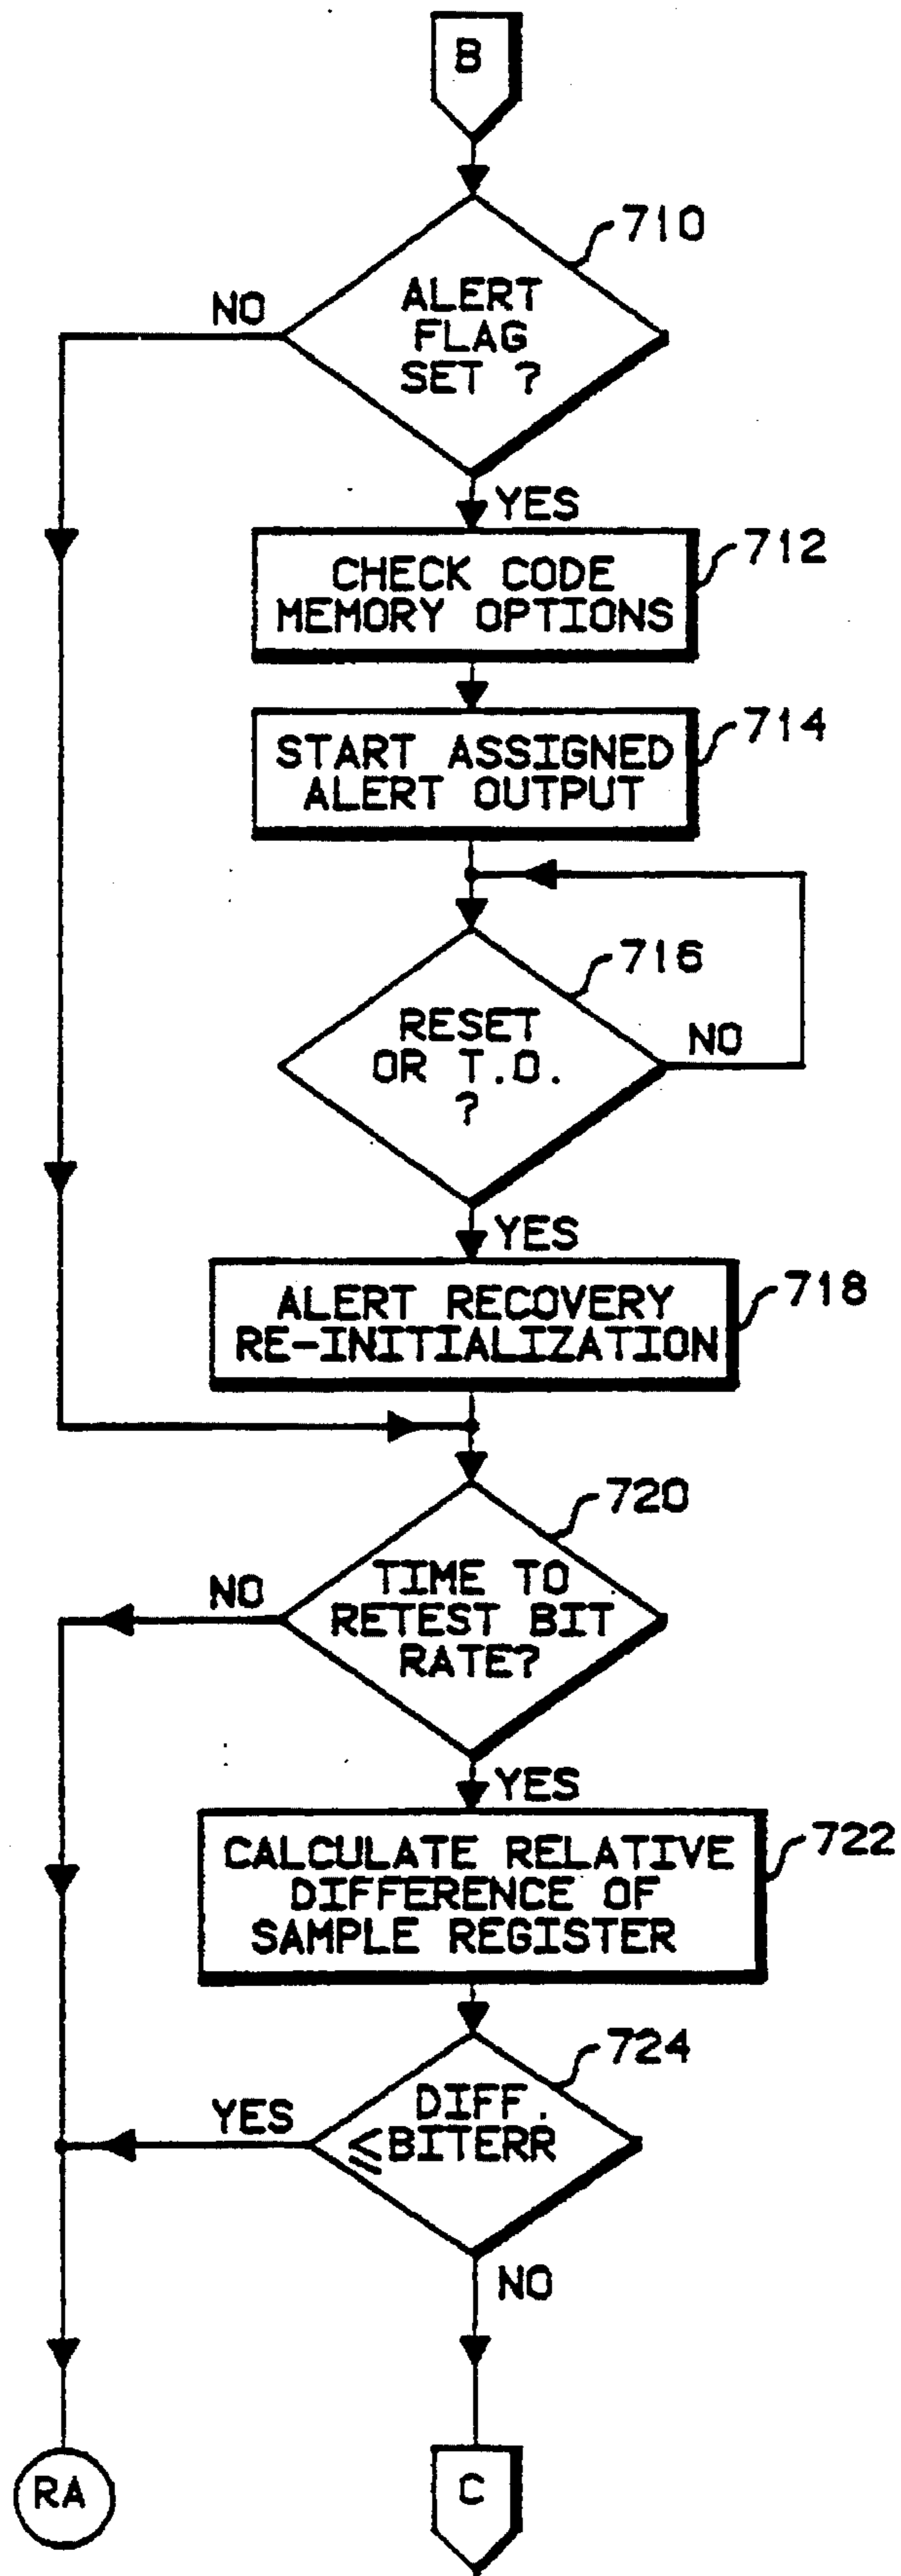 B
710
NO
ALERT
FLAG
SET ?
YES
712
CHECK CODE
MEMORY OPTIONS
714
START ASSIGNED
ALERT OUTPUT
716
RESET
OR T.O.
?
NO
YES
718
ALERT RECOVERY
RE-INITIALIZATION
720
NO
TIME TO
RETEST BIT
RATE?
YES
722
CALCULATE RELATIVE
DIFFERENCE OF
SAMPLE REGISTER
724
YES
DIFF.
≤BITERR
NO
RA
C